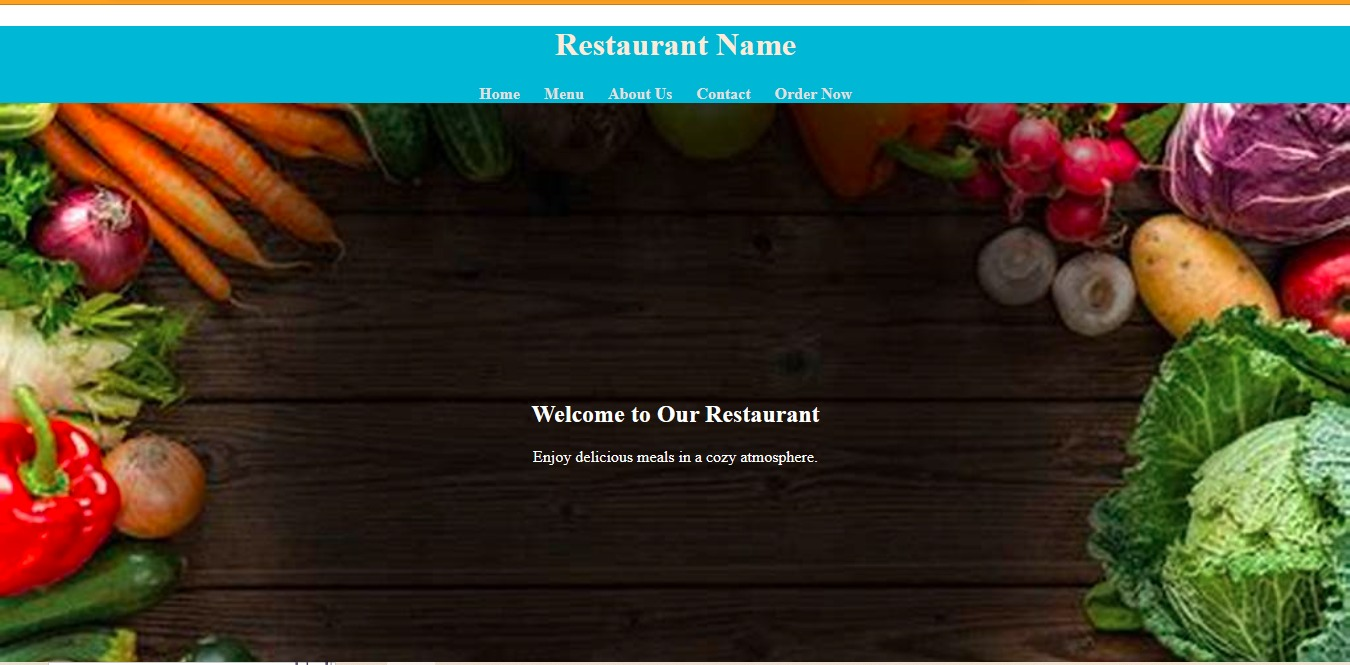 Restaurant Name
Home Menu About Us Contact Order Now
Welcome to Our Restaurant
Enjoy delicious meals in a cozy atmosphere.